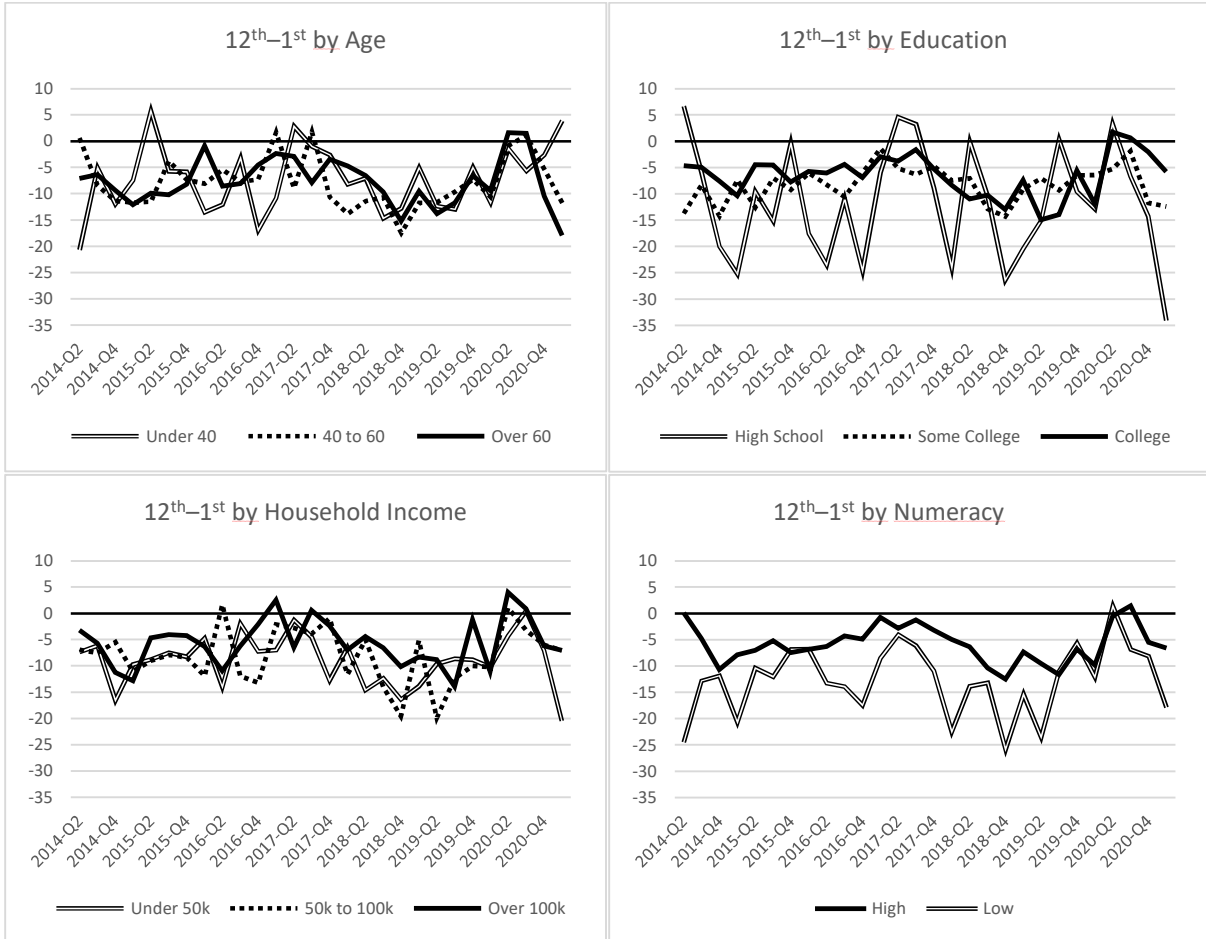 12th–1st by Age
10
5
0
-5
-10
-15
-20
-25
-30
-35
2014-Q2
2014-Q4
2015-Q2
2015-Q4
2016-Q2
2016-Q4
2017-Q2
2017-Q4
2018-Q2
2018-Q4
2019-Q2
2019-Q4
2020-Q2
2020-Q4
Under 40 40 to 60 Over 60
12th–1st by Education
10
5
0
-5
-10
-15
-20
-25
-30
-35
2014-Q2
2014-Q4
2015-Q2
2015-Q4
2016-Q2
2016-Q4
2017-Q2
2017-Q4
2018-Q2
2018-Q4
2019-Q2
2019-Q4
2020-Q2
2020-Q4
High School Some College College
12th–1st by Household Income
10
5
0
-5
-10
-15
-20
-25
-30
-35
2014-Q2
2014-Q4
2015-Q2
2015-Q4
2016-Q2
2016-Q4
2017-Q2
2017-Q4
2018-Q2
2018-Q4
2019-Q2
2019-Q4
2020-Q2
2020-Q4
Under 50k 50k to 100k Over 100k
12th–1st by Numeracy
10
5
0
-5
-10
-15
-20
-25
-30
-35
2014-Q2
2014-Q4
2015-Q2
2015-Q4
2016-Q2
2016-Q4
2017-Q2
2017-Q4
2018-Q2
2018-Q4
2019-Q2
2019-Q4
2020-Q2
2020-Q4
High Low